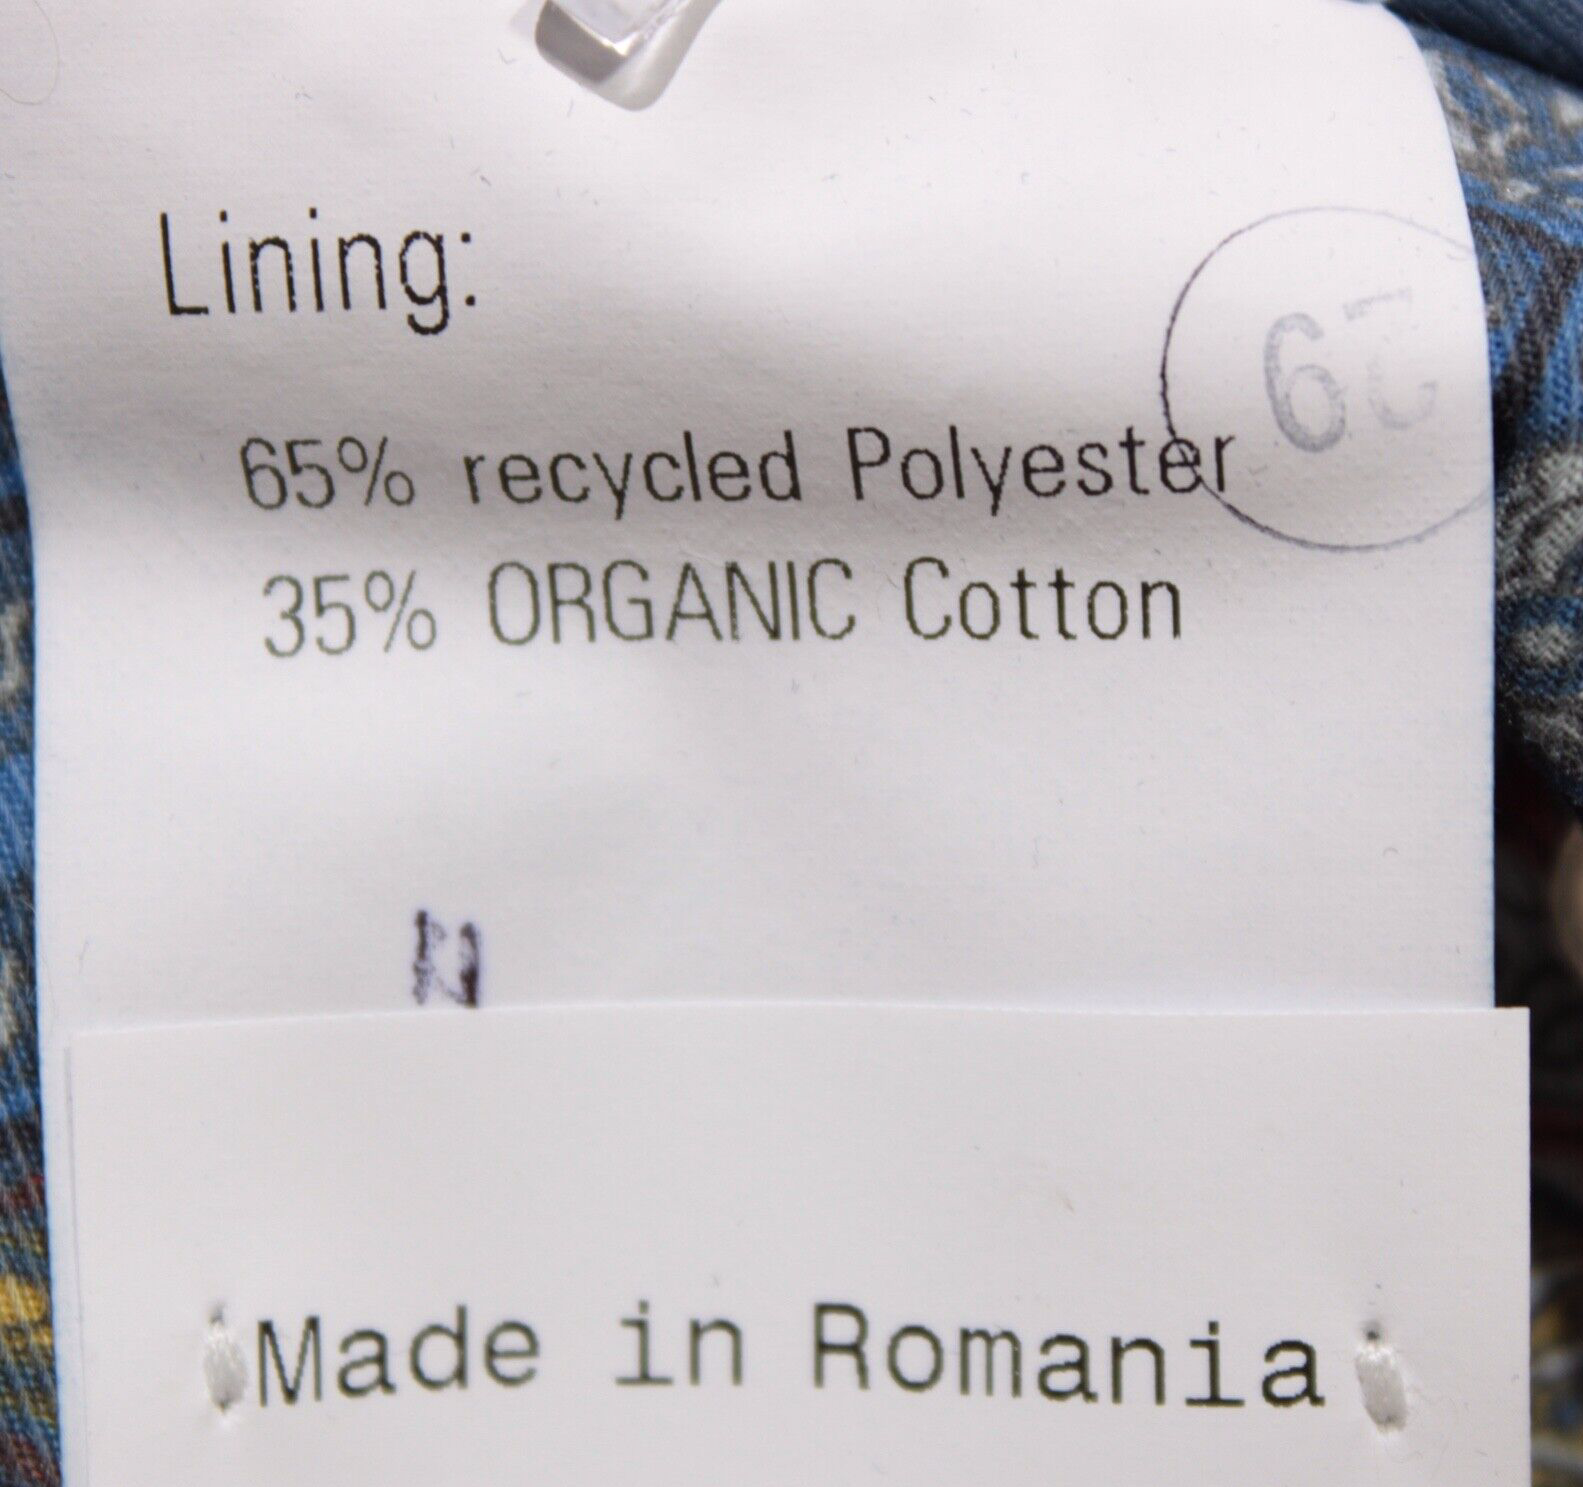 Lining:
65% recycled Polyester
35% ORGANIC Cotton
Made in Romania